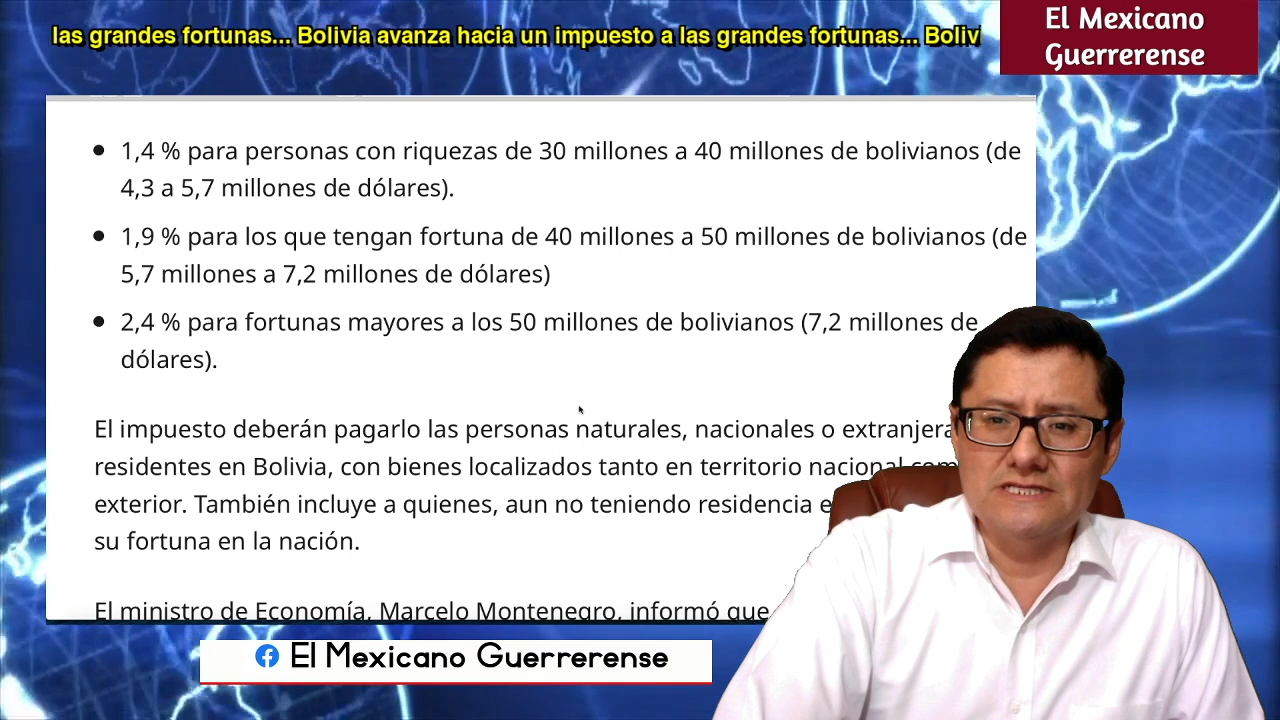 las grandes fortunas... Bolivia avanza hacia un impuesto a las grandes fortunas... Boliv
El Mexicano
Guerrerense
1,4 % para personas con riquezas de 30 millones a 40 millones de bolivianos (de
4,3 a 5,7 millones de dólares).
1,9 % para los que tengan fortuna de 40 millones a 50 millones de bolivianos (de
5,7 millones a 7,2 millones de dólares)
2,4 % para fortunas mayores a los 50 millones de bolivianos (7,2 millones de
dólares).
El impuesto deberán pagarlo las personas naturales, nacionales o
residentes en Bolivia, con bienes localizados tanto en territorio nacional
exterior. También incluye a quienes, aun no teniendo residencia
su fortuna en la nación.
El ministro de Economía, Marcelo Montenegro, informó que
El Mexicano Guerrerense